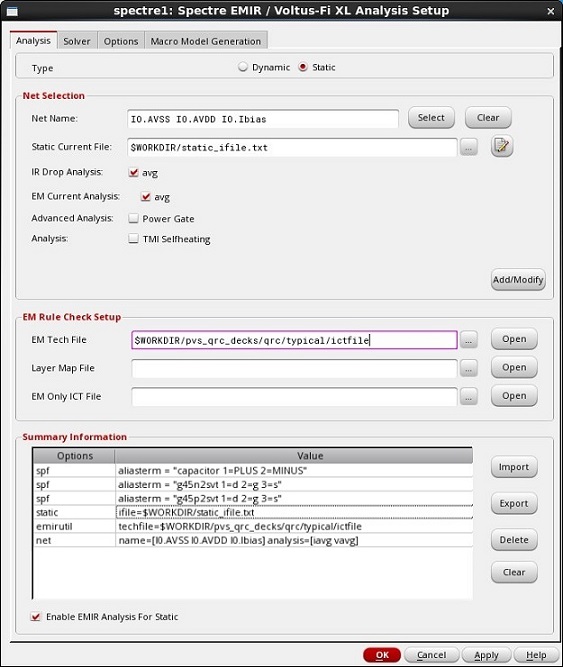 spectre1: Spectre EMIR / Voltus-Fi XL Analysis Setup
Analysis Solver Options Macro Model Generation
Type Dynamic Static
Net Selection
Net Name: I0.AVSS I0.AVDD I0.Ibias Select Clear
Static Current File: $WORKDIR/static_ifile.txt ...
IR Drop Analysis: avg
EM Current Analysis: avg
Advanced Analysis: Power Gate
Analysis: TMI Selfheating
Add/Modify
EM Rule Check Setup
EM Tech File $WORKDIR/pvs_qrc_decks/qrc/typical/ictfile ... Open
Layer Map File ... Open
EM Only ICT File ... Open
Summary Information
Options Value
spf aliasterm = "capacitor 1=PLUS 2=MINUS"
spf aliasterm = "g45n2svt 1=d 2=g 3=s"
spf aliasterm = "g45p2svt 1=d 2=g 3=s"
static ifile=$WORKDIR/static_ifile.txt
emirutil techfile=$WORKDIR/pvs_qrc_decks/qrc/typical/ictfile
net name=[I0.AVSS I0.AVDD I0.Ibias] analysis=[iavg vavg]
Import
Export
Delete
Clear
Enable EMIR Analysis For Static
OK Cancel Apply Help